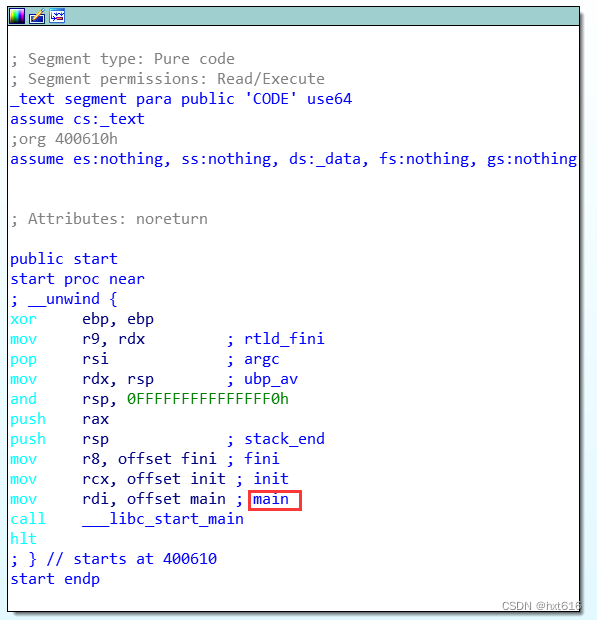 ; Segment type: Pure code
; Segment permissions: Read/Execute
_text segment para public 'CODE' use64
assume cs:_text
;org 400610h
assume es:nothing, ss:nothing, ds:_data, fs:nothing, gs:nothing
; Attributes: noreturn
public start
start proc near
; __unwind {
xor ebp, ebp
mov r9, rdx ; rtld_fini
pop rsi ; argc
mov rdx, rsp ; ubp_av
and rsp, 0FFFFFFFFFFFFFFF0h
push rax
push rsp ; stack_end
mov r8, offset fini ; fini
mov rcx, offset init ; init
mov rdi, offset main ; main
call ___libc_start_main
hlt
; } // starts at 400610
start endp
CSDN @hxt616